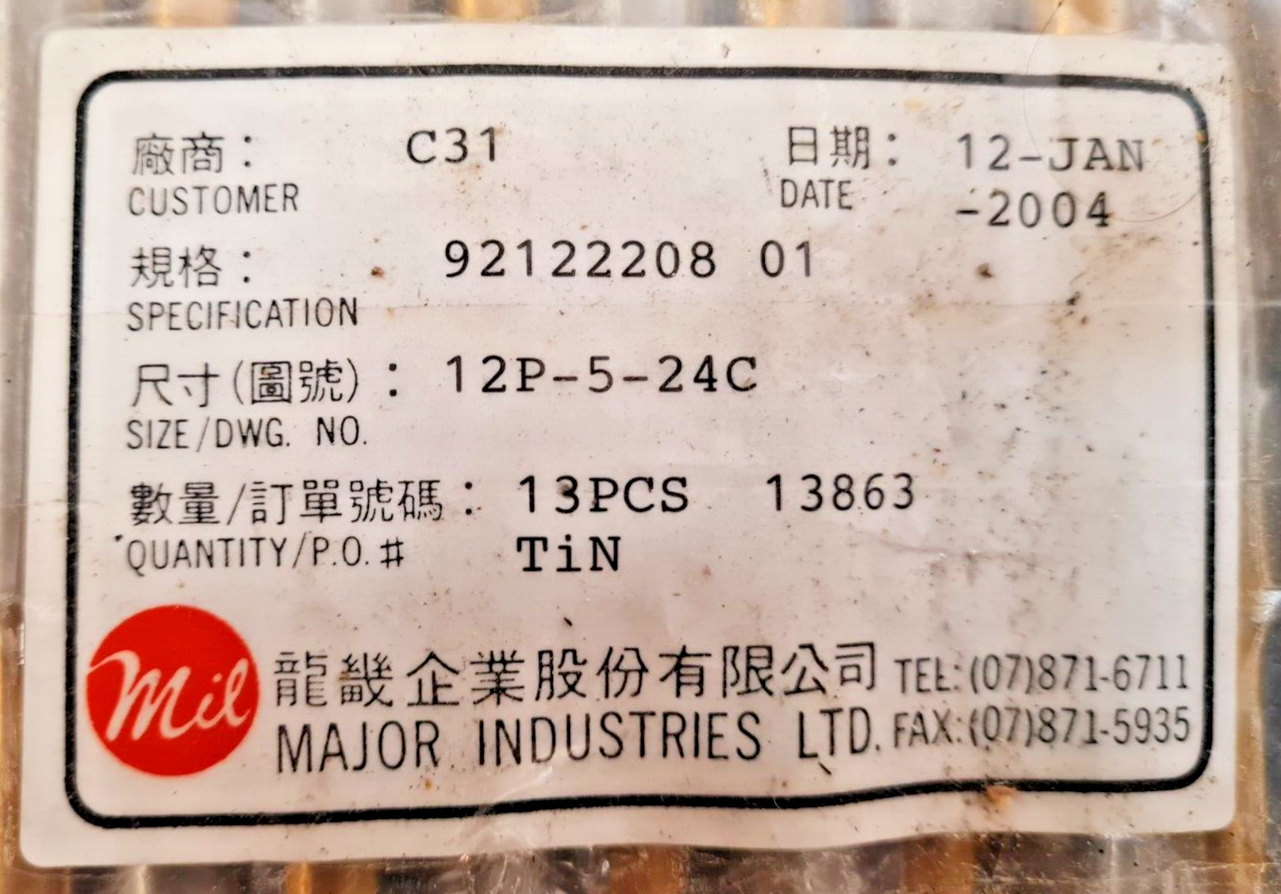 廠商： C31 日期： 12-JAN
CUSTOMER DATE -2004
規格： 92122208 01
SPECIFICATION
尺寸(圖號)： 12P-5-24C
SIZE/DWG. NO.
數量/訂單號碼： 13PCS 13863
QUANTITY/P.O.# TiN
Mil
龍畿企業股份有限公司 TEL:(07)871-6711
MAJOR INDUSTRIES LTD. FAX:(07)871-5935